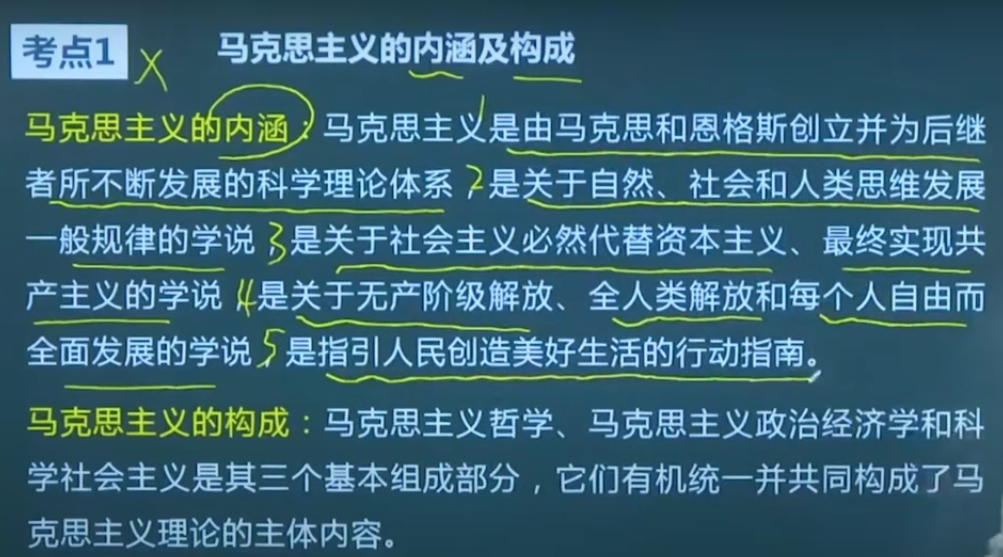 考点1 X 马克思主义的内涵及构成
马克思主义的内涵：马克思主义1是由马克思和恩格斯创立并为后继
者所不断发展的科学理论体系；2是关于自然、社会和人类思维发展
一般规律的学说；3是关于社会主义必然代替资本主义、最终实现共
产主义的学说 4是关于无产阶级解放、全人类解放和每个人自由而
全面发展的学说 5是指引人民创造美好生活的行动指南。
马克思主义的构成：马克思主义哲学、马克思主义政治经济学和科
学社会主义是其三个基本组成部分，它们有机统一并共同构成了马
克思主义理论的主体内容。